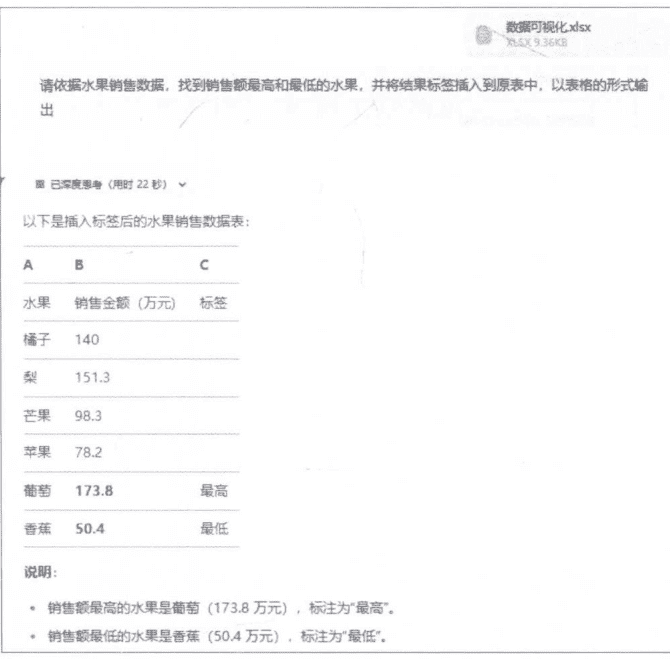 数据可视化.xlsx
XLSX 9.36KB
请依据水果销售数据，找到销售额最高和最低的水果，并将结果标签插入到原表中，以表格的形式输
出
已深度思考（用时 22 秒）
以下是插入标签后的水果销售数据表：
A B C
水果 销售金额（万元） 标签
橘子 140
梨 151.3
芒果 98.3
苹果 78.2
葡萄 173.8 最高
香蕉 50.4 最低
说明：
• 销售额最高的水果是葡萄（173.8 万元），标注为“最高”。
• 销售额最低的水果是香蕉（50.4 万元），标注为“最低”。